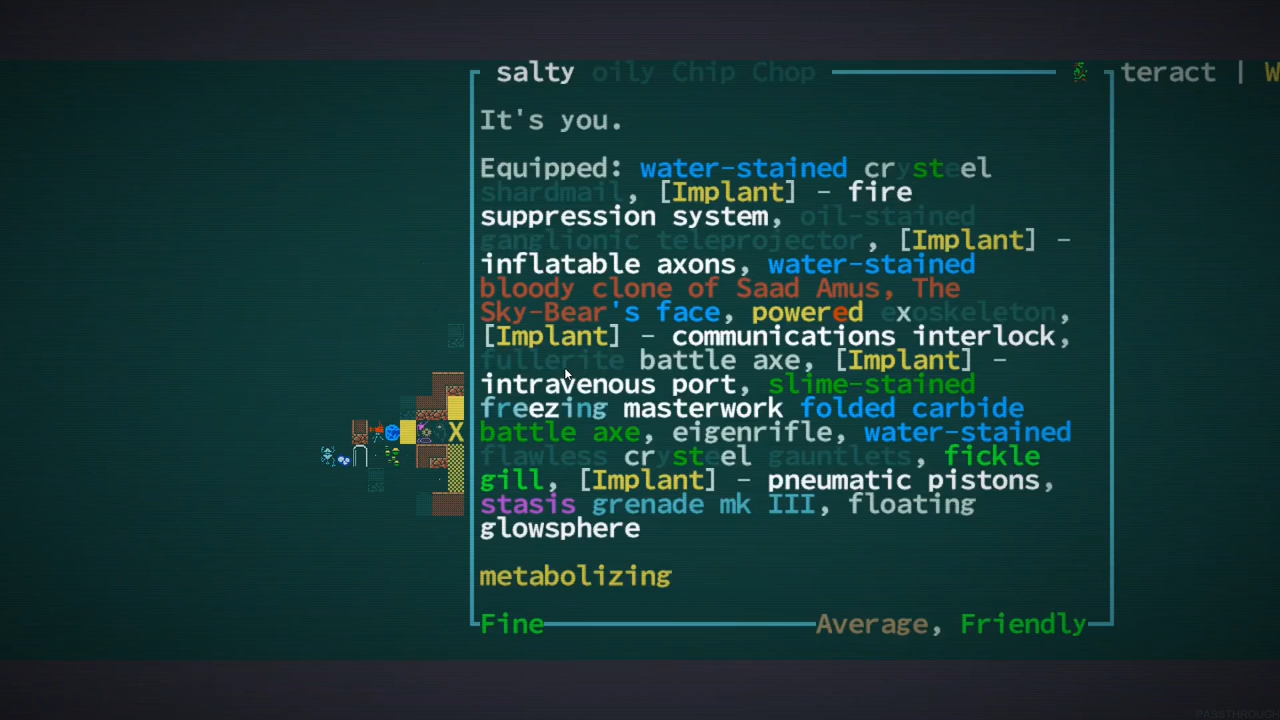 salty oily Chip Chop
teract | W
It's you.
Equipped: water-stained crysteel
shardmail, [Implant] - fire
suppression system, oil-stained
ganglionic teleprojector, [Implant] -
inflatable axons, water-stained
bloody clone of Saad Amus, The
Sky-Bear's face, powered exoskeleton,
[Implant] - communications interlock,
fullerite battle axe, [Implant] -
intravenous port, slime-stained
freezing masterwork folded carbide
battle axe, eigenrifle, water-stained
flawless crysteel gauntlets, fickle
gill, [Implant] - pneumatic pistons,
stasis grenade mk III, floating
glowsphere
metabolizing
Fine
Average, Friendly
X
PASSTHROUGH